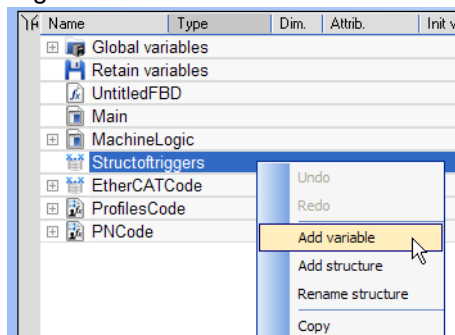 Name Type Dim. Attrib. Init v
Global variables
Retain variables
UntitledFBD
Main
MachineLogic
Structoftriggers
EtherCATCode
ProfilesCode
PNCode
Undo
Redo
Add variable
Add structure
Rename structure
Copy